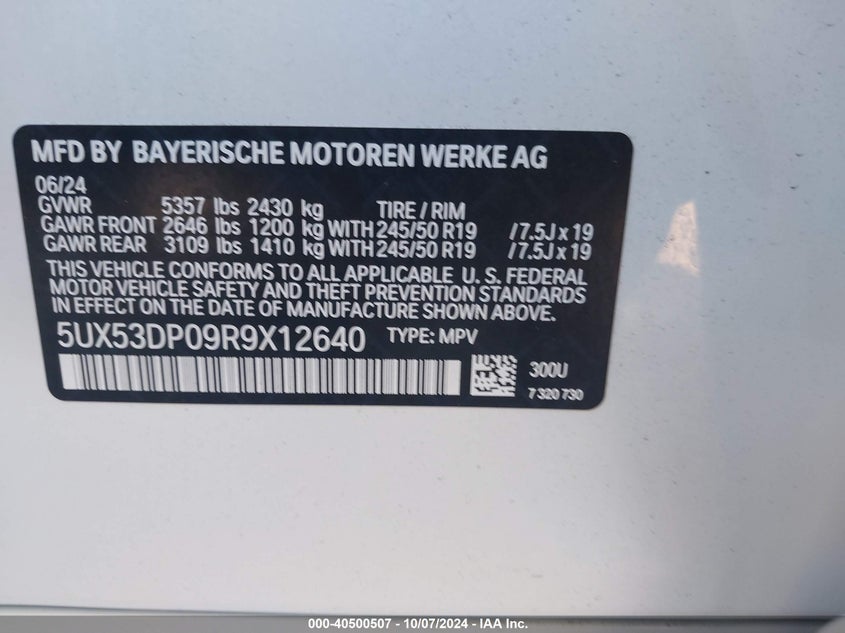 MFD BY BAYERISCHE MOTOREN WERKE AG
06/24
GVWR 5357 lbs 2430 kg TIRE / RIM
GAWR FRONT 2646 lbs 1200 kg WITH 245/50 R19 /7.5J x 19
GAWR REAR 3109 lbs 1410 kg WITH 245/50 R19 /7.5J x 19
THIS VEHICLE CONFORMS TO ALL APPLICABLE U.S. FEDERAL
MOTOR VEHICLE SAFETY AND THEFT PREVENTION STANDARDS
IN EFFECT ON THE DATE OF MANUFACTURE SHOWN ABOVE.
5UX53DP09R9X12640 TYPE: MPV
300U
7 320 730
000-40500507 - 10/07/2024 - IAA Inc.